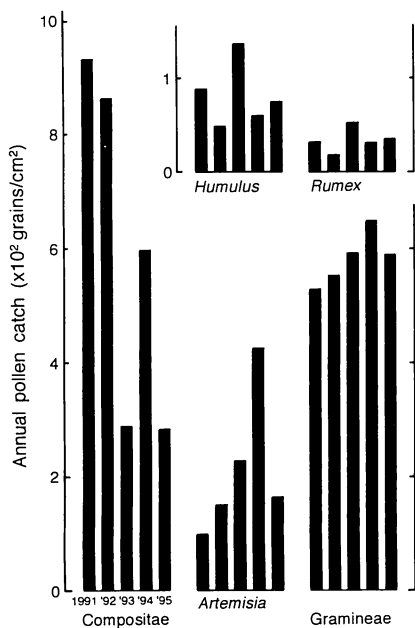 Annual pollen catch (x10² grains/cm²)
10
8
6
4
2
0
1
0
Humulus
Rumex
1991 '92 '93 '94 '95
Compositae
Artemisia
Gramineae